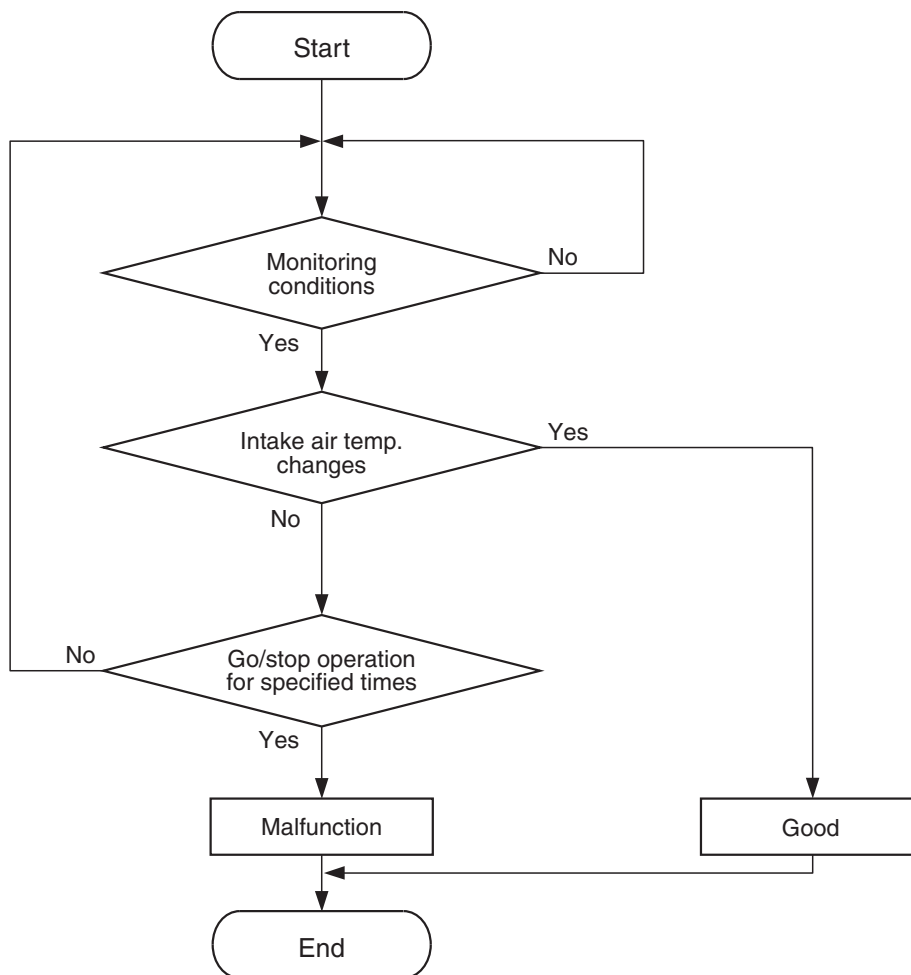 Start
Monitoring
conditions
No
Yes
Intake air temp.
changes
Yes
No
No
Go/stop operation
for specified times
Yes
Malfunction
Good
End